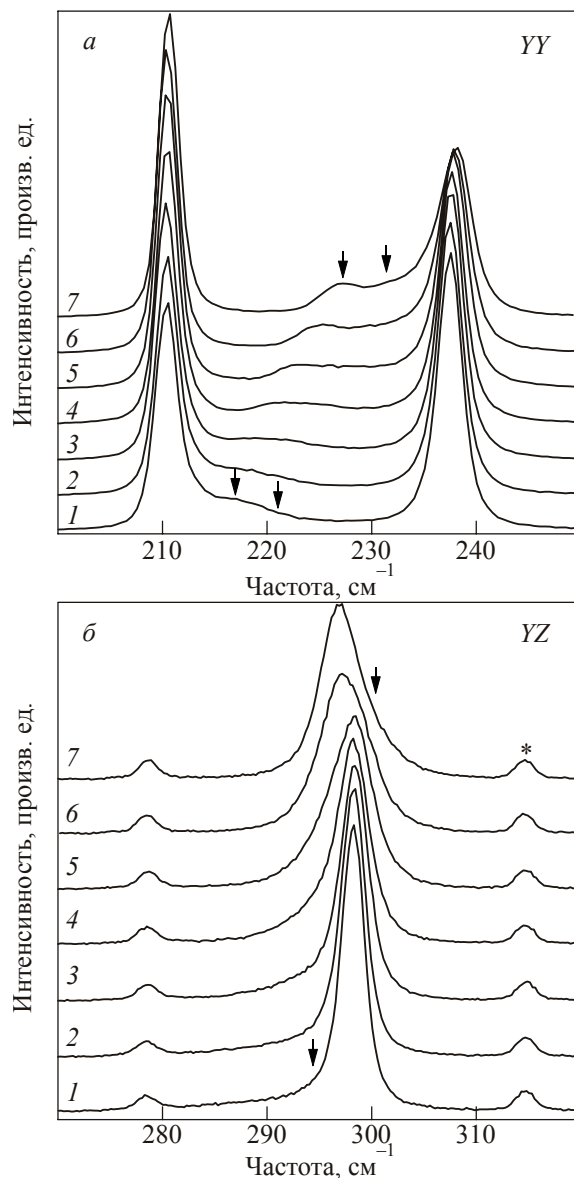 а
YY
Интенсивность, произв. ед.
7
6
5
4
3
2
1
210 220 230 240
Частота, см⁻¹
б
YZ
*
Интенсивность, произв. ед.
7
6
5
4
3
2
1
280 290 300 310
Частота, см⁻¹